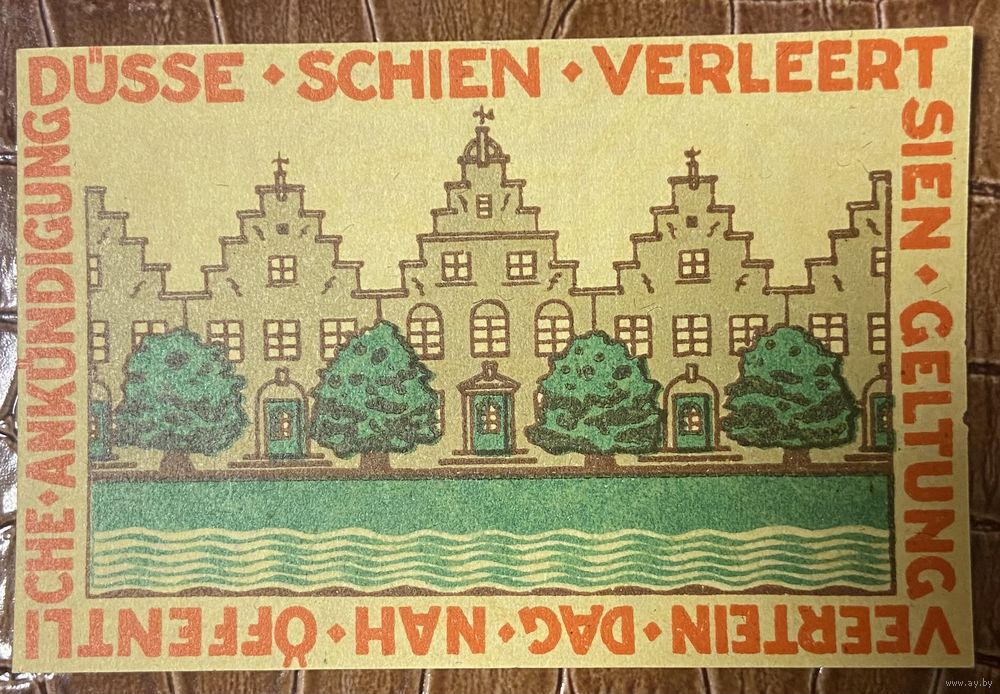 DÜSSE · SCHIEN · VERLEERT
SIEN · GELTUNG
VEERTEIN · DAG · NAH · ÖFFENTLI
CHE · ANKÜNDIGUNG
www.ay.by